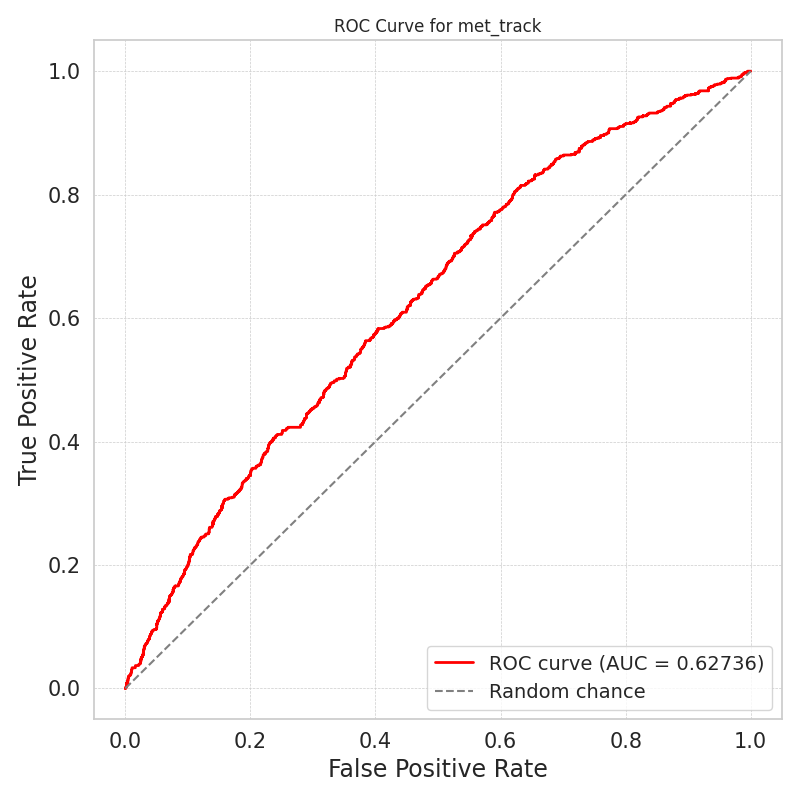 ROC Curve for met_track
True Positive Rate
1.0
0.8
0.6
0.4
0.2
0.0
ROC curve (AUC = 0.62736)
Random chance
0.0 0.2 0.4 0.6 0.8 1.0
False Positive Rate